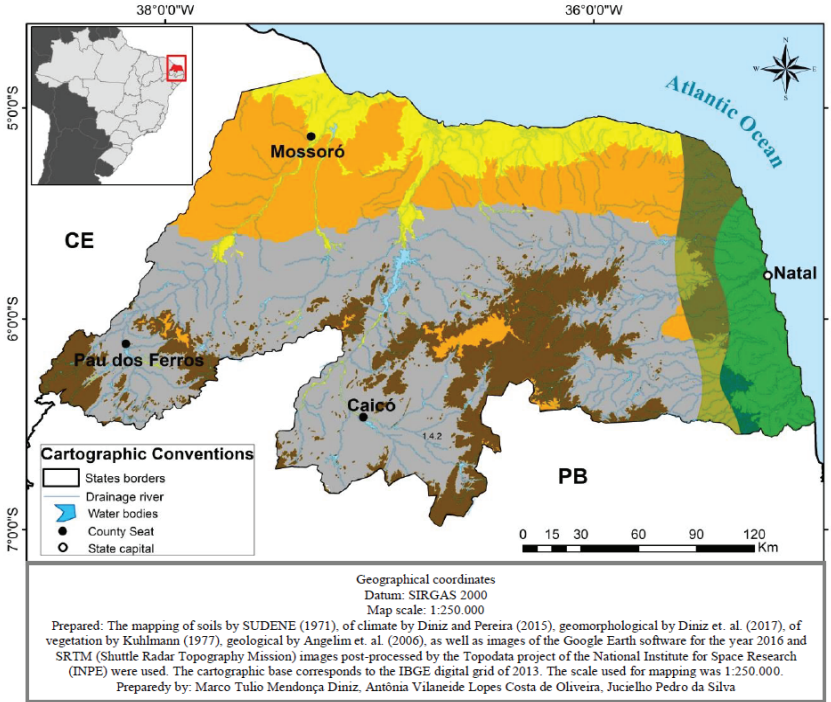 38°0'0"W
36°0'0"W
N
E
S
W
Atlantic Ocean
5°0'0"S
Mossoró
CE
Natal
6°0'0"S
Pau dos Ferros
Caicó
1.4.2
PB
Cartographic Conventions
States borders
Drainage river
Water bodies
County Seat
State capital
7°0'0"S
0 15 30 60 90 120
Km
Geographical coordinates
Datum: SIRGAS 2000
Map scale: 1:250.000
Prepared: The mapping of soils by SUDENE (1971), of climate by Diniz and Pereira (2015), geomorphological by Diniz et. al. (2017), of
vegetation by Kuhlmann (1977), geological by Angelim et. al. (2006), as well as images of the Google Earth software for the year 2016 and
SRTM (Shuttle Radar Topography Mission) images post-processed by the Topodata project of the National Institute for Space Research
(INPE) were used. The cartographic base corresponds to the IBGE digital grid of 2013. The scale used for mapping was 1:250.000.
Preparedy by: Marco Tulio Mendonça Diniz, Antônia Vilaneide Lopes Costa de Oliveira, Jucielho Pedro da Silva